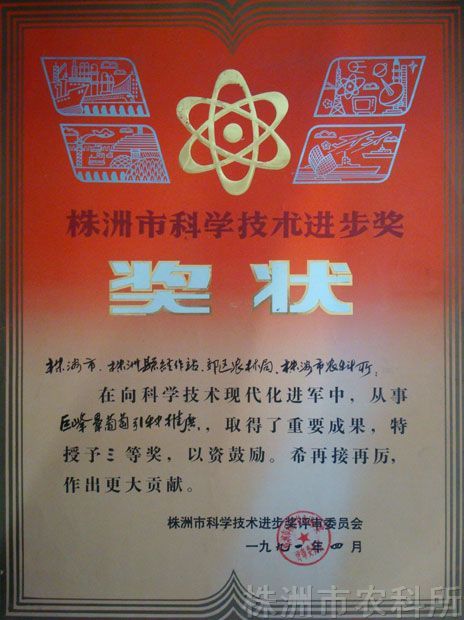 株洲市科学技术进步奖
奖状
株洲市、株洲县经作站、郊区农林局、株洲市农科所:
在向科学技术现代化进军中,从事
巨峰葡萄引种推广,取得了重要成果,特
授予三等奖,以资鼓励。希再接再厉,
作出更大贡献。
株洲市科学技术进步奖评审委员会
一九九一年四月
株洲市农科所